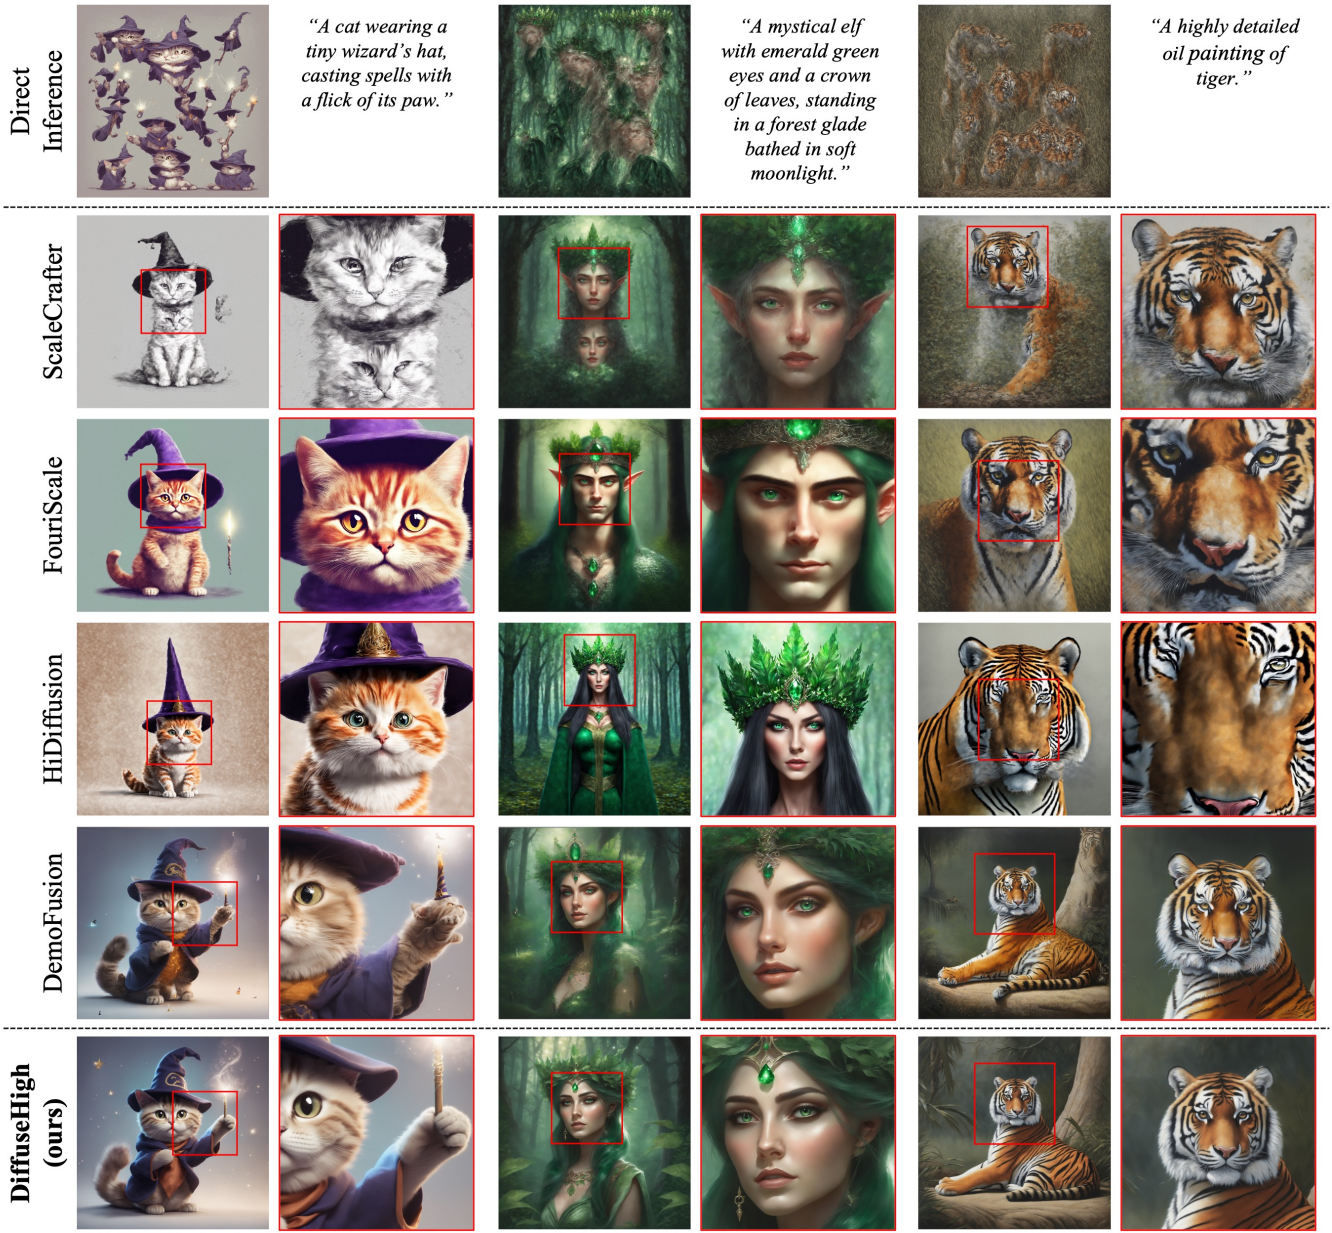 Direct
Inference
“A cat wearing a
tiny wizard’s hat,
casting spells with
a flick of its paw.”
“A mystical elf
with emerald green
eyes and a crown
of leaves, standing
in a forest glade
bathed in soft
moonlight.”
“A highly detailed
oil painting of
tiger.”
ScaleCrafter
FouriScale
HiDiffusion
DemoFusion
DiffuseHigh
(ours)